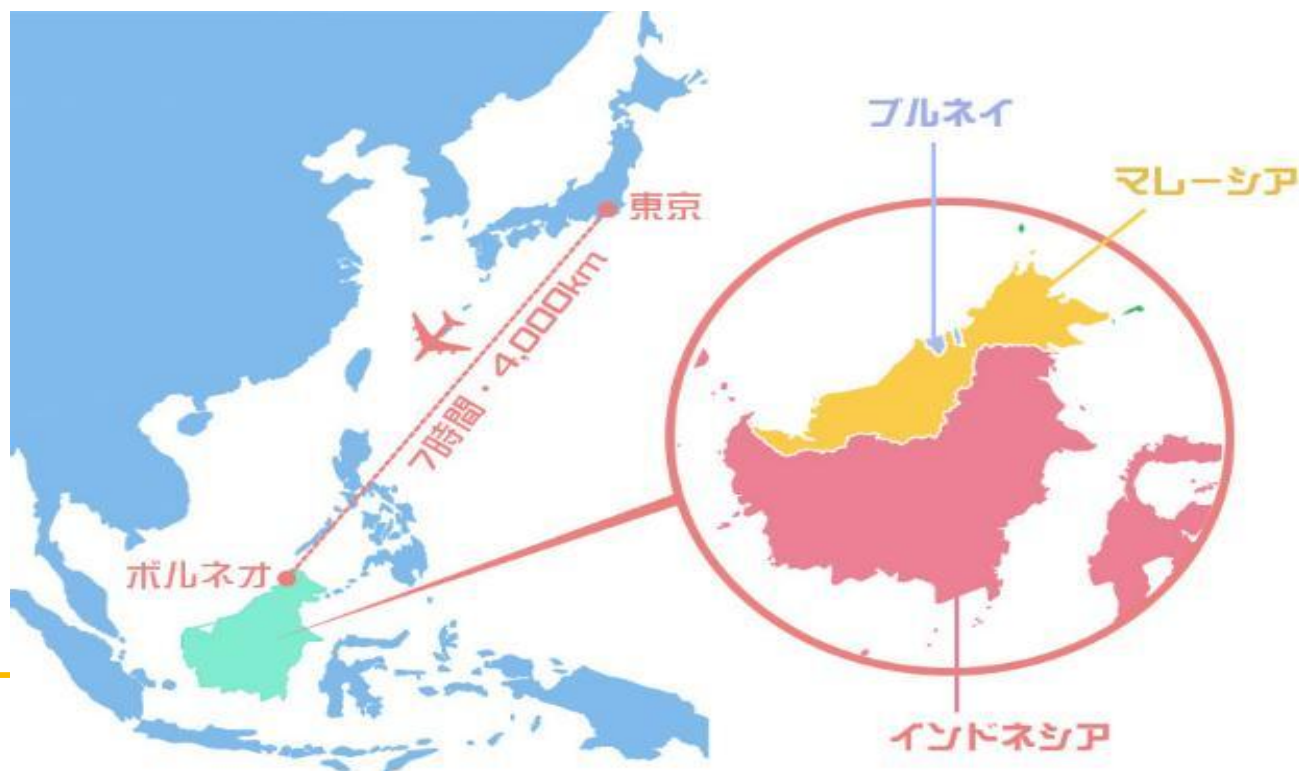 ブルネイ
マレーシア
東京
7時間・4,000km
ボルネオ
インドネシア